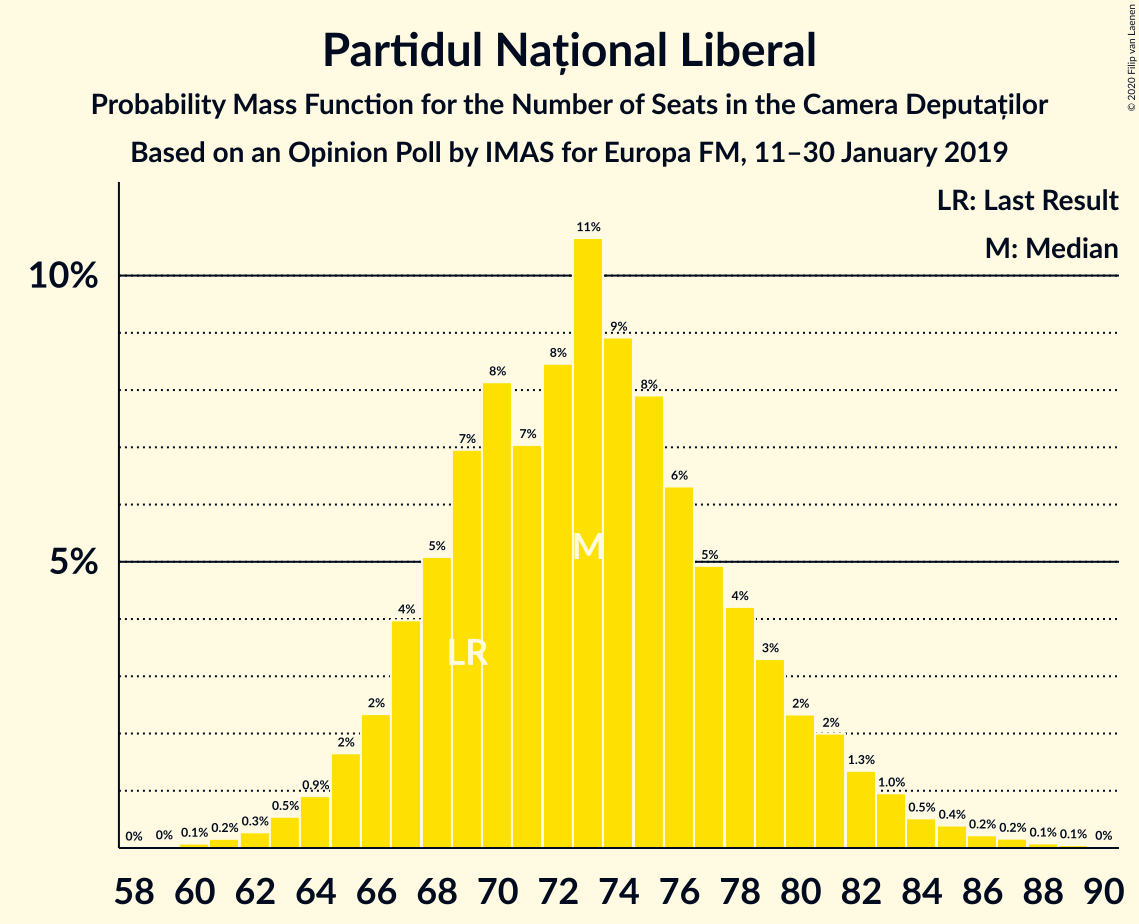 Partidul Național Liberal
Probability Mass Function for the Number of Seats in the Camera Deputaților
Based on an Opinion Poll by IMAS for Europa FM, 11–30 January 2019
© 2020 Filip van Laenen
LR: Last Result
M: Median
10%
5%
0% 0% 0.1% 0.2% 0.3% 0.5% 0.9% 2% 2% 4% 5% 7% 8% 7% 8% 11% 9% 8% 6% 5% 4% 3% 2% 2% 1.3% 1.0% 0.5% 0.4% 0.2% 0.2% 0.1% 0.1% 0%
M
LR
58 60 62 64 66 68 70 72 74 76 78 80 82 84 86 88 90